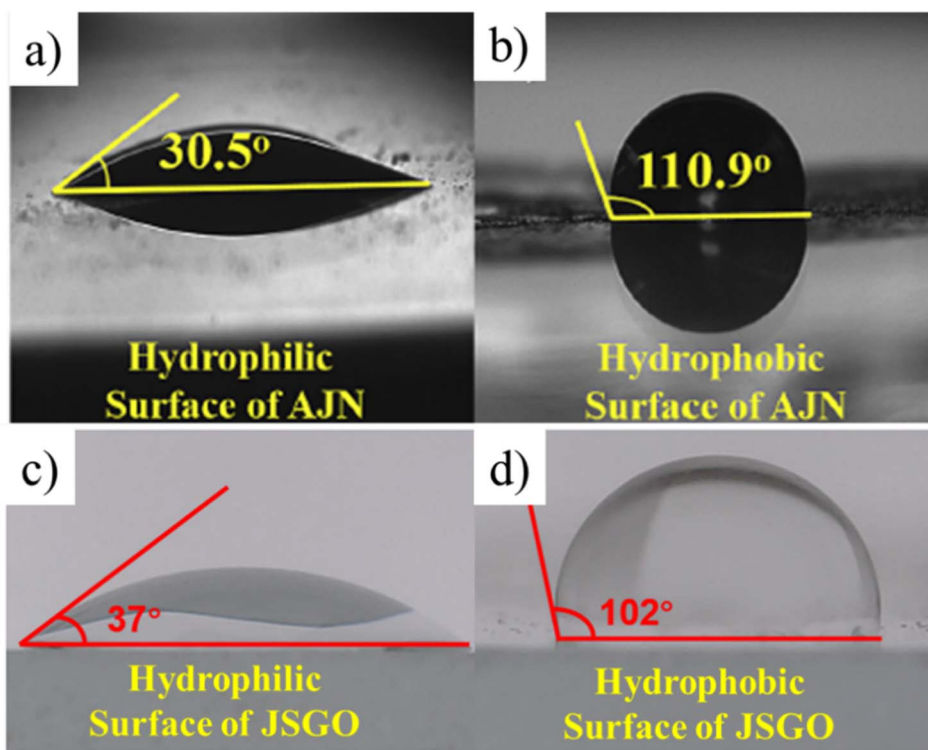 a)
30.5°
Hydrophilic
Surface of AJN
b)
110.9°
Hydrophobic
Surface of AJN
c)
37°
Hydrophilic
Surface of JSGO
d)
102°
Hydrophobic
Surface of JSGO